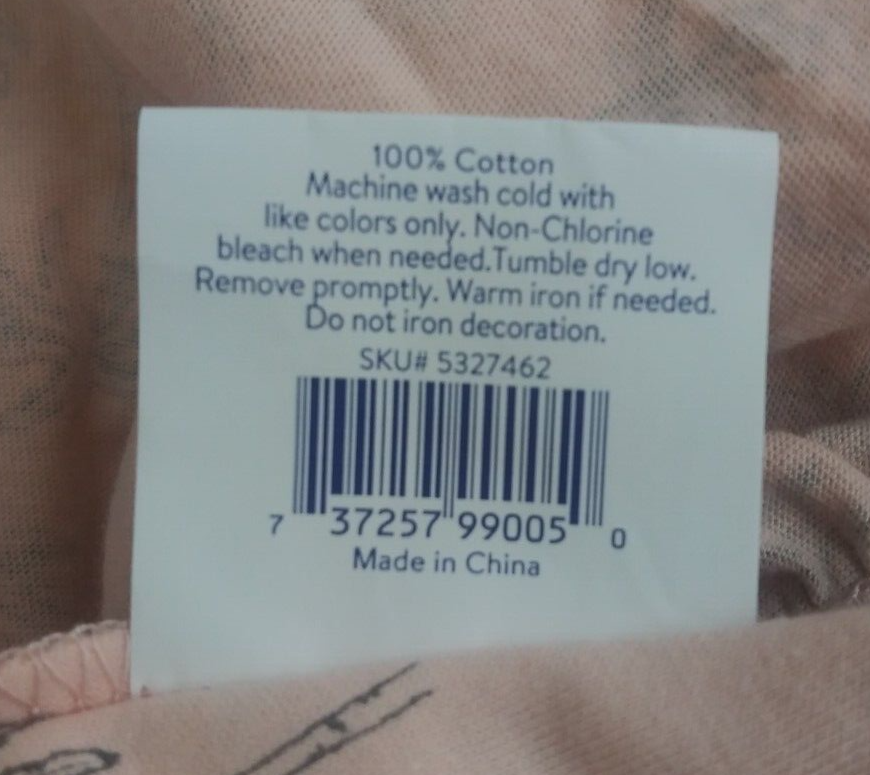 100% Cotton
Machine wash cold with
like colors only. Non-Chlorine
bleach when needed.Tumble dry low.
Remove promptly. Warm iron if needed.
Do not iron decoration.
SKU# 5327462
7 37257 99005 0
Made in China